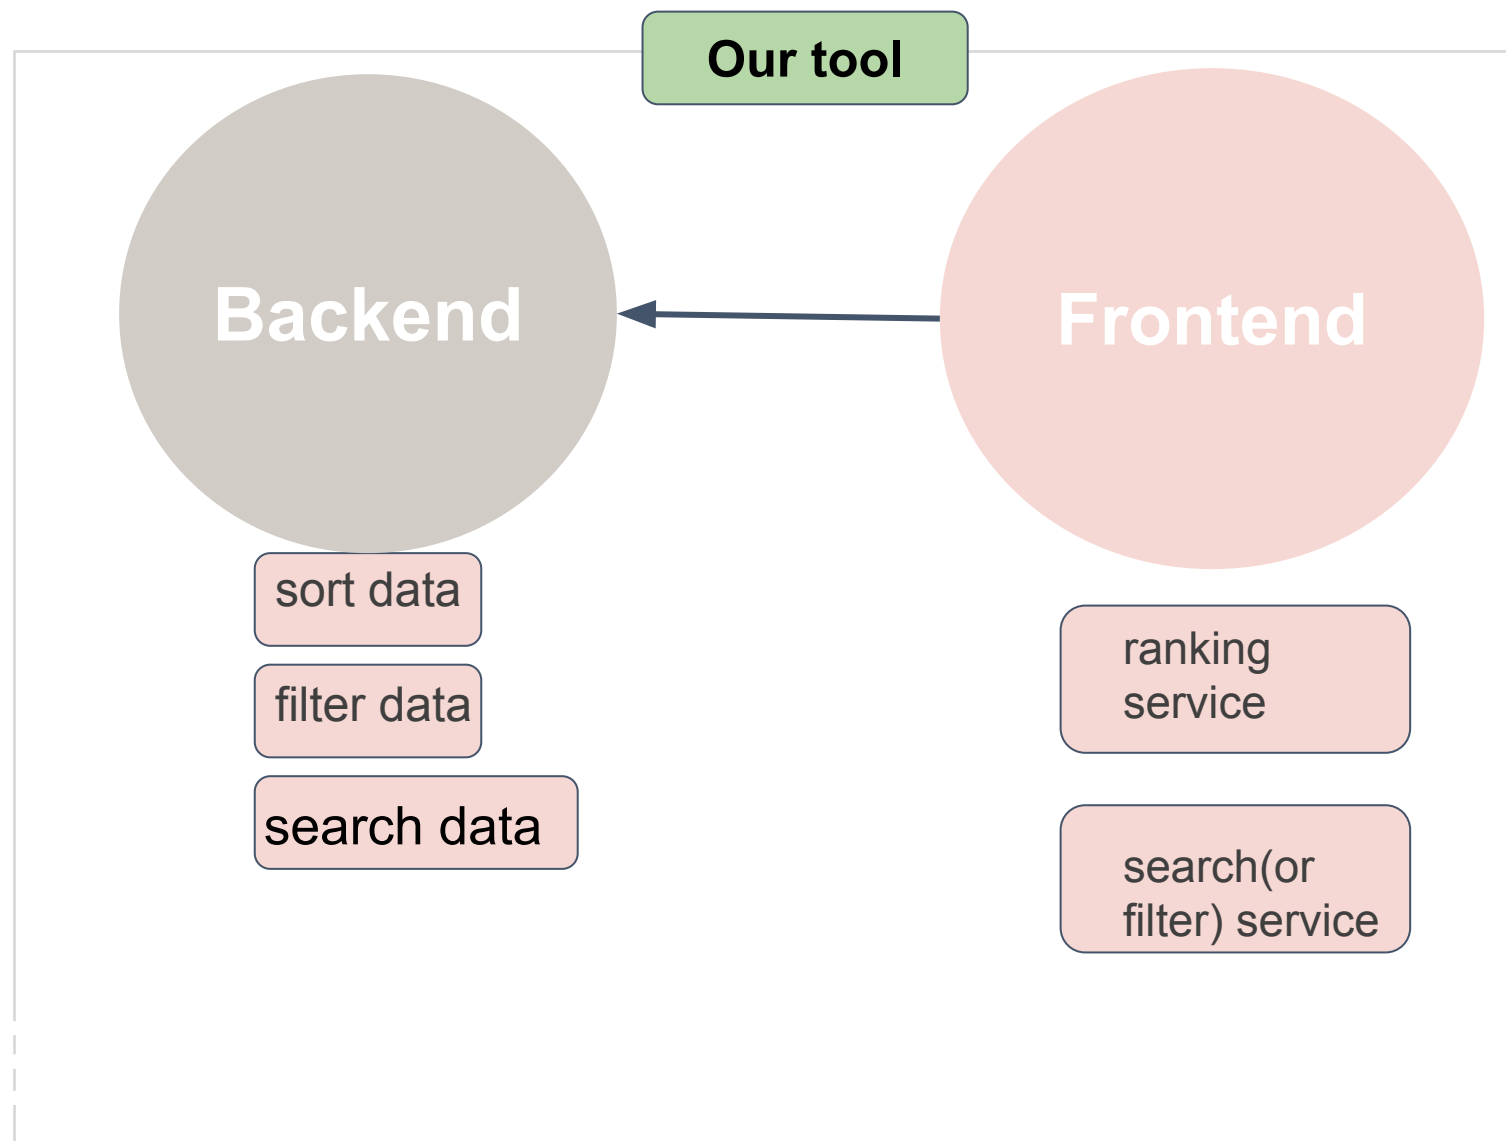 Our tool
Backend
Frontend
sort data
filter data
search data
ranking
service
search(or
filter) service